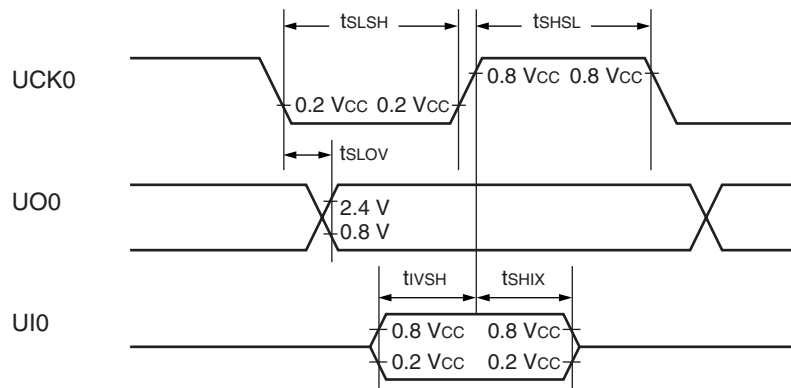 tSLSH tSHSL
UCK0
0.8 VCC 0.8 VCC
0.2 VCC 0.2 VCC
tSLOV
UO0
2.4 V
0.8 V
tIVSH tSHIX
UI0
0.8 VCC 0.8 VCC
0.2 VCC 0.2 VCC